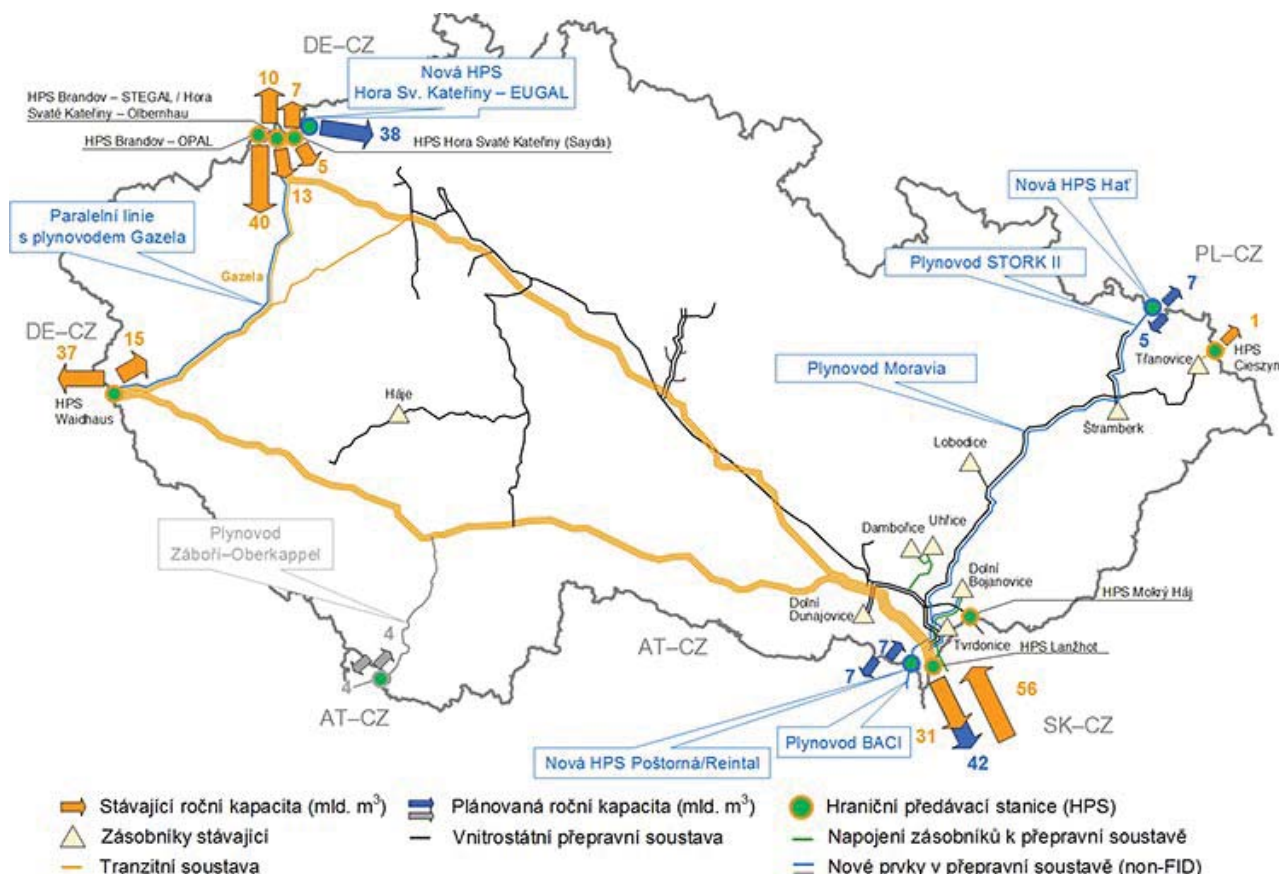 DE–CZ
Nová HPS
Hora Sv. Kateřiny – EUGAL
10
7
HPS Brandov – STEGAL / Hora
Svaté Kateřiny – Olbernhau
38
HPS Brandov – OPAL
HPS Hora Svaté Kateřiny (Sayda)
5
13
40
Paralelní linie
s plynovodem Gazela
Gazela
Nová HPS Hať
PL–CZ
Plynovod STORK II
7
5
1
HPS
Cieszyn
Třanovice
DE–CZ
37
15
HPS
Waidhaus
Háje
Plynovod Moravia
Štramberk
Lobodice
Plynovod
Záboří–Oberkappel
Dambořice
Uhřice
Dolní
Bojanovice
HPS Mokrý Háj
Dolní
Dunajovice
Tvrdonice
HPS Lanžhot
4
4
AT–CZ
AT–CZ
7
7
56
31
SK–CZ
42
Plynovod BACI
Nová HPS Poštorná/Reintal
Stávající roční kapacita (mld. m³)
Plánovaná roční kapacita (mld. m³)
Hraniční předávací stanice (HPS)
Zásobníky stávající
Vnitrostátní přepravní soustava
Napojení zásobníků k přepravní soustavě
Tranzitní soustava
Nové prvky v přepravní soustavě (non-FID)